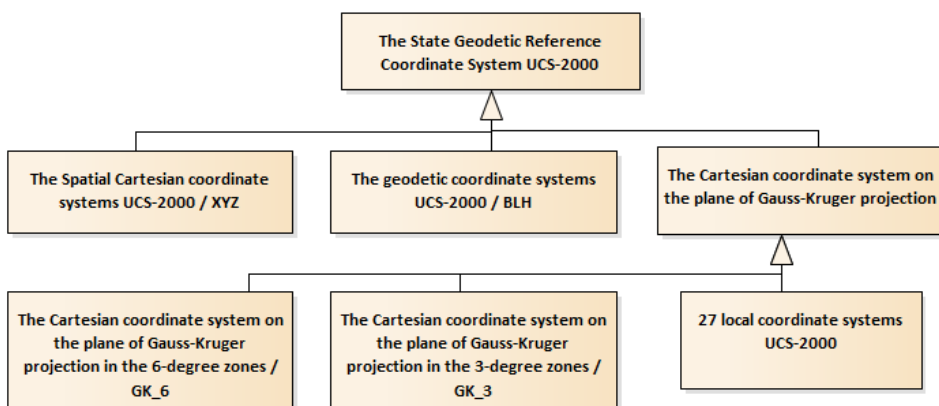 The State Geodetic Reference
Coordinate System UCS-2000
The Spatial Cartesian coordinate
systems UCS-2000 / XYZ
The geodetic coordinate systems
UCS-2000 / BLH
The Cartesian coordinate system on
the plane of Gauss-Kruger projection
The Cartesian coordinate system on
the plane of Gauss-Kruger
projection in the 6-degree zones /
GK_6
The Cartesian coordinate system on
the plane of Gauss-Kruger
projection in the 3-degree zones /
GK_3
27 local coordinate systems
UCS-2000